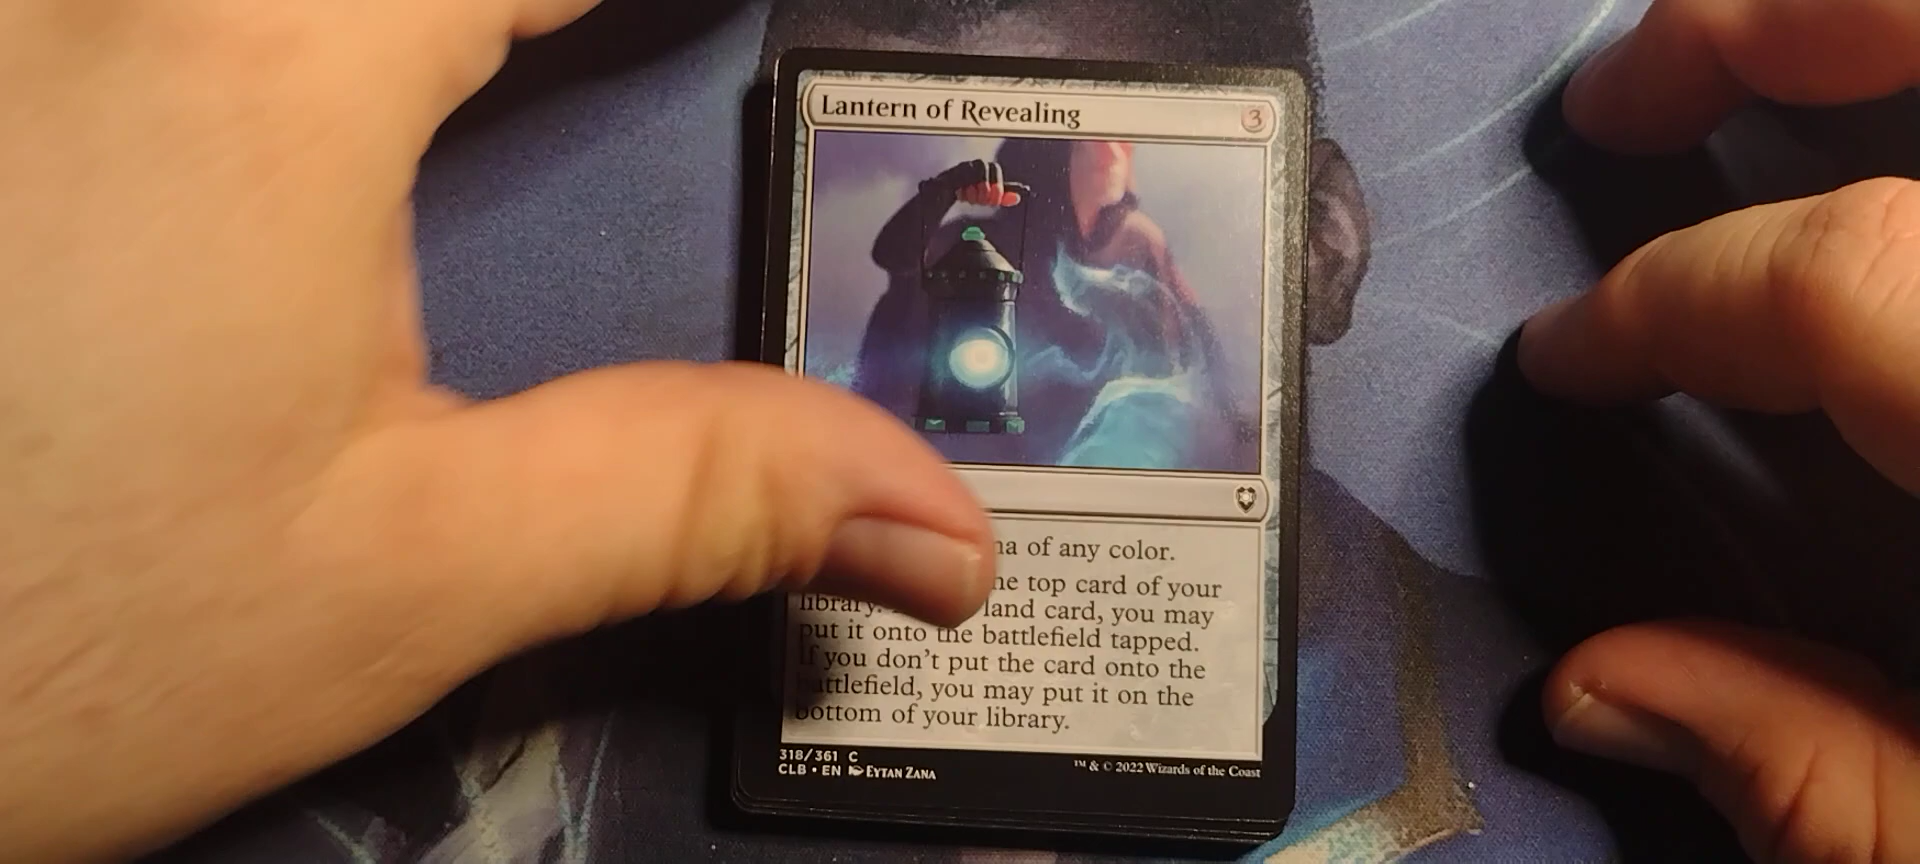 Lantern of Revealing 3
of any color.
top card of your
library. land card, you may
put it onto the battlefield tapped.
If you don't put the card onto the
battlefield, you may put it on the
bottom of your library.
318/361 C
CLB • EN EYTAN ZANA
™ & © 2022 Wizards of the Coast